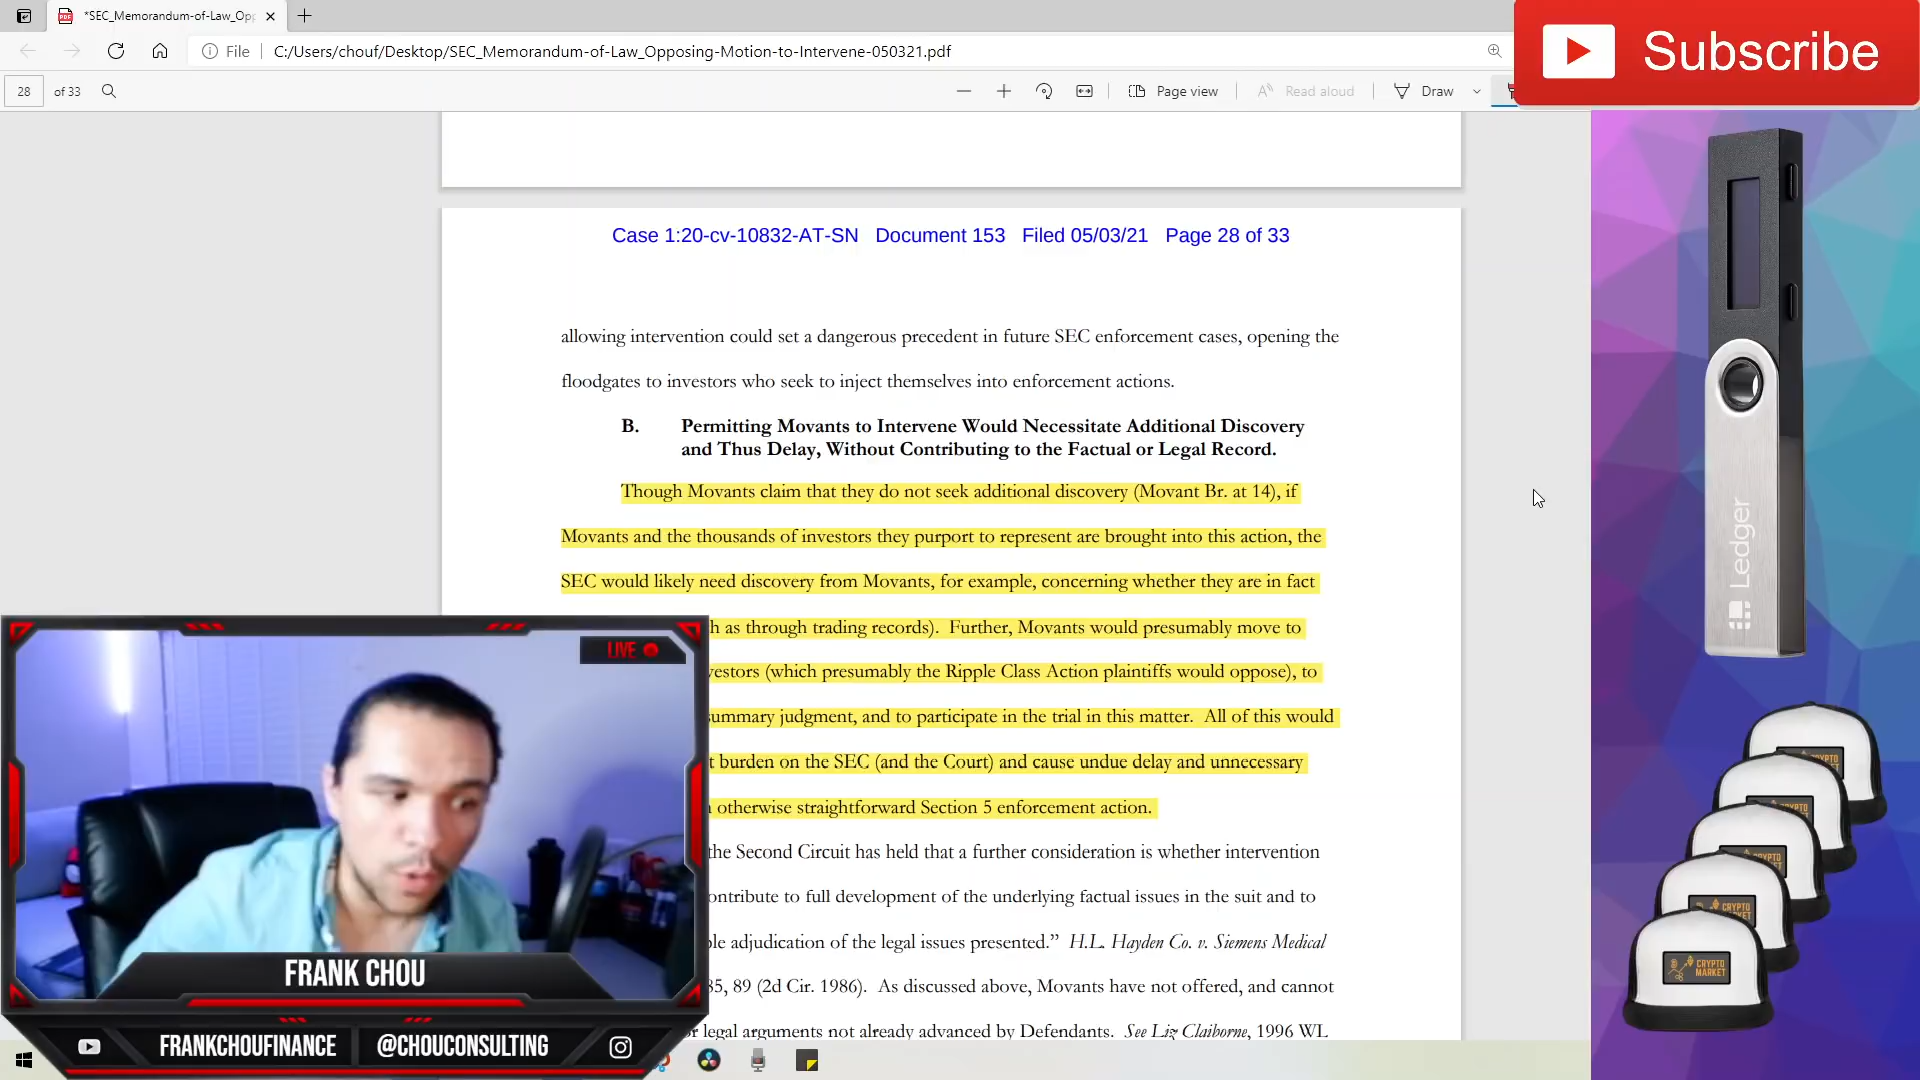 *SEC_Memorandum-of-Law_Op
File
C:/Users/chouf/Desktop/SEC_Memorandum-of-Law_Opposing-Motion-to-Intervene-050321.pdf
28
of 33
Page view
Read aloud
Draw
Subscribe
Case 1:20-cv-10832-AT-SN Document 153 Filed 05/03/21 Page 28 of 33
allowing intervention could set a dangerous precedent in future SEC enforcement cases, opening the
floodgates to investors who seek to inject themselves into enforcement actions.
B. Permitting Movants to Intervene Would Necessitate Additional Discovery
and Thus Delay, Without Contributing to the Factual or Legal Record.
Though Movants claim that they do not seek additional discovery (Movant Br. at 14), if
Movants and the thousands of investors they purport to represent are brought into this action, the
SEC would likely need discovery from Movants, for example, concerning whether they are in fact
h as through trading records). Further, Movants would presumably move to
vestors (which presumably the Ripple Class Action plaintiffs would oppose), to
summary judgment, and to participate in the trial in this matter. All of this would
t burden on the SEC (and the Court) and cause undue delay and unnecessary
otherwise straightforward Section 5 enforcement action.
the Second Circuit has held that a further consideration is whether intervention
ontribute to full development of the underlying factual issues in the suit and to
ple adjudication of the legal issues presented.” H.L. Hayden Co. v. Siemens Medical
85, 89 (2d Cir. 1986). As discussed above, Movants have not offered, and cannot
or legal arguments not already advanced by Defendants. See Liz Claiborne, 1996 WL
LIVE
FRANK CHOU
FRANKCHOUFINANCE
@CHOUCONSULTING
Ledger
CRYPTO
CRYPTO
CRYPTO
MARKET